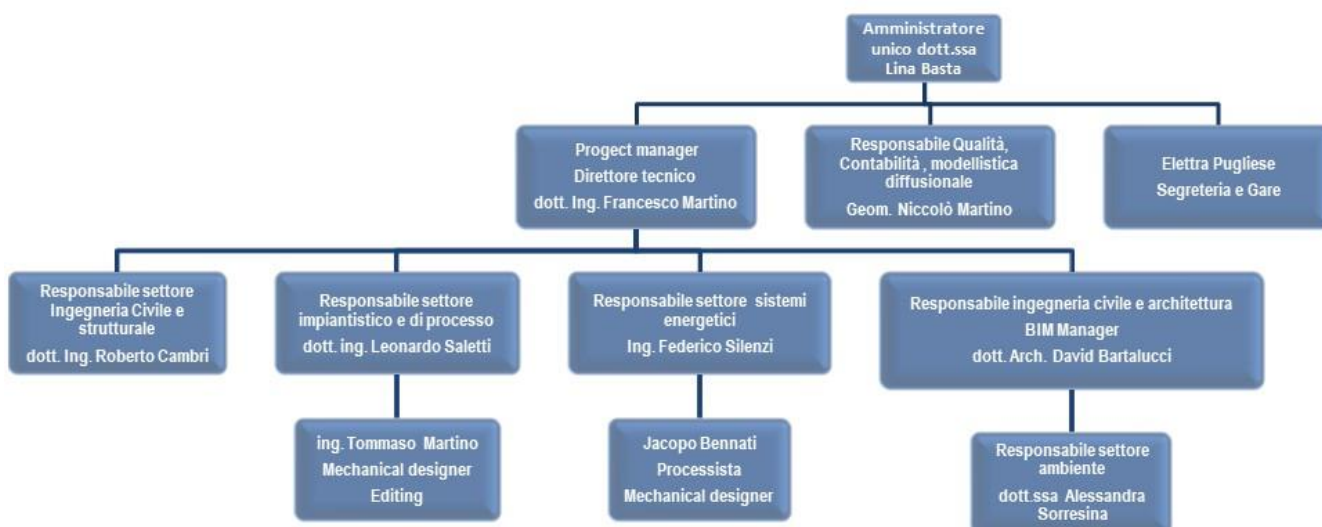 Amministratore
unico dott.ssa
Lina Basta
Progect manager
Direttore tecnico
dott. Ing. Francesco Martino
Responsabile Qualità,
Contabilità , modellistica
diffusionale
Geom. Niccolò Martino
Elettra Pugliese
Segreteria e Gare
Responsabile settore
Ingegneria Civile e
strutturale
dott. Ing. Roberto Cambri
Responsabile settore
impiantistico e di processo
dott. ing. Leonardo Saletti
Responsabile settore sistemi
energetici
Ing. Federico Silenzi
Responsabile ingegneria civile e architettura
BIM Manager
dott. Arch. David Bartalucci
ing. Tommaso Martino
Mechanical designer
Editing
Jacopo Bennati
Processista
Mechanical designer
Responsabile settore
ambiente
dott.ssa Alessandra
Sorresina